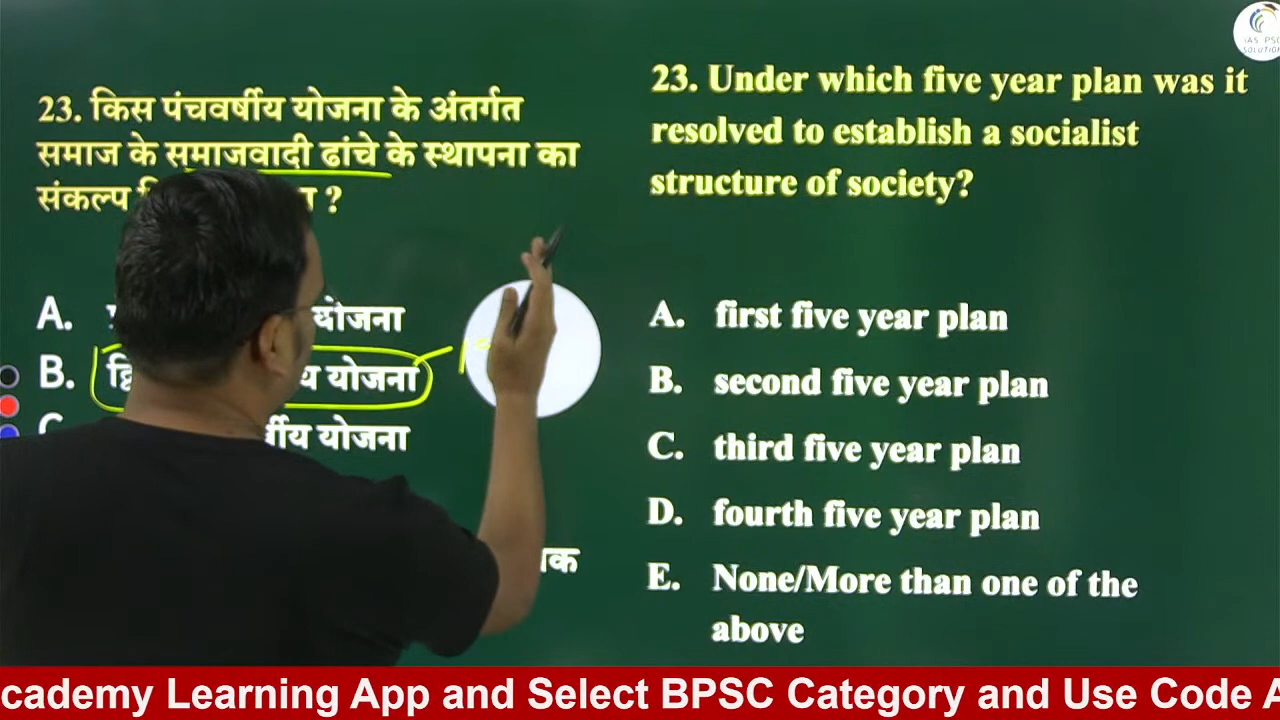 IAS PSC
SOLUTION
23. किस पंचवर्षीय योजना के अंतर्गत
समाज के समाजवादी ढांचे के स्थापना का
संकल्प ?
A. योजना
B. योजना
C. योजना
23. Under which five year plan was it
resolved to establish a socialist
structure of society?
A. first five year plan
B. second five year plan
C. third five year plan
D. fourth five year plan
E. None/More than one of the
above
cademy Learning App and Select BPSC Category and Use Code A